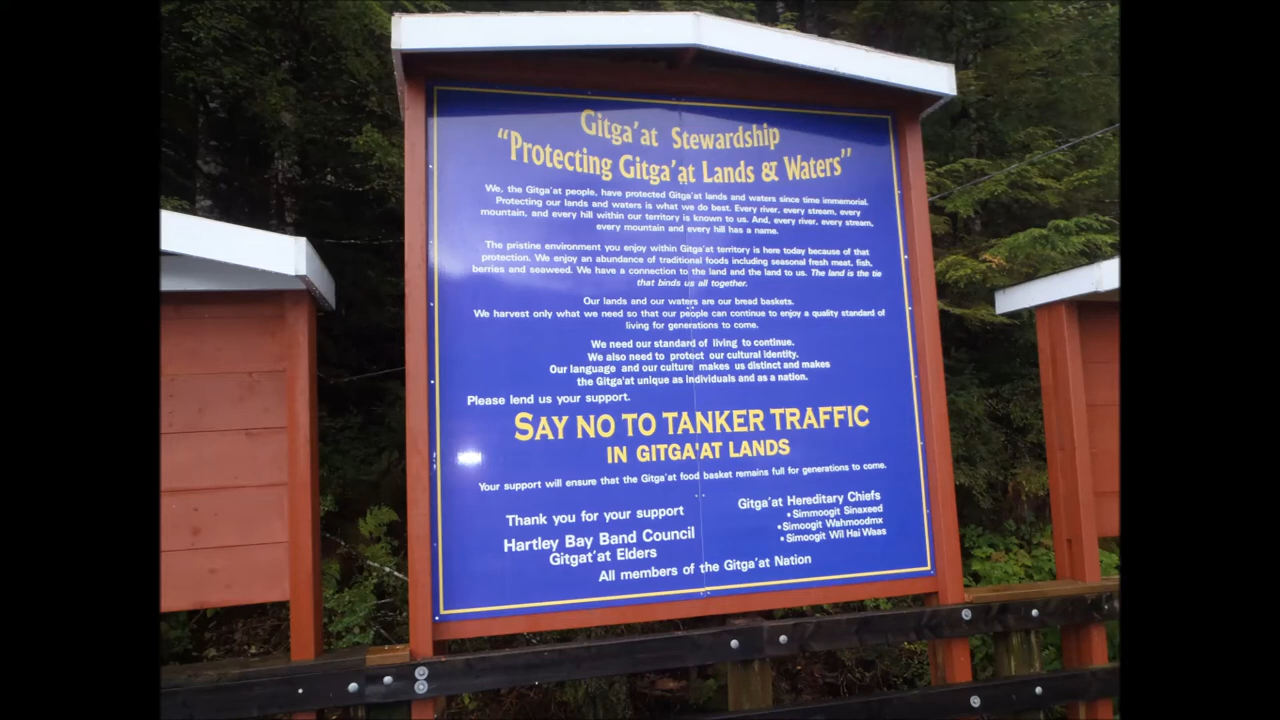 Gitga'at Stewardship
"Protecting Gitga'at Lands & Waters"
We, the Gitga'at people, have protected Gitga'at lands and waters since time immemorial.
Protecting our lands and waters is what we do best. Every river, every stream, every
mountain, and every hill within our territory is known to us. And, every river, every stream,
every mountain and every hill has a name.
The pristine environment you enjoy within Gitga'at territory is here today because of that
protection. We enjoy an abundance of traditional foods including seasonal fresh meat, fish,
berries and seaweed. We have a connection to the land and the land to us. The land is the tie
that binds us all together.
Our lands and our waters are our bread baskets.
We harvest only what we need so that our people can continue to enjoy a quality standard of
living for generations to come.
We need our standard of living to continue.
We also need to protect our cultural identity.
Our language and our culture makes us distinct and makes
the Gitga'at unique as individuals and as a nation.
Please lend us your support.
SAY NO TO TANKER TRAFFIC
IN GITGA'AT LANDS
Your support will ensure that the Gitga'at food basket remains full for generations to come.
Thank you for your support
Hartley Bay Band Council
Gitgat'at Elders
Gitga'at Hereditary Chiefs
• Simmoogit Sinaxeed
• Simoogit Wahmoodmx
• Simoogit Wil Hai Waas
All members of the Gitga'at Nation